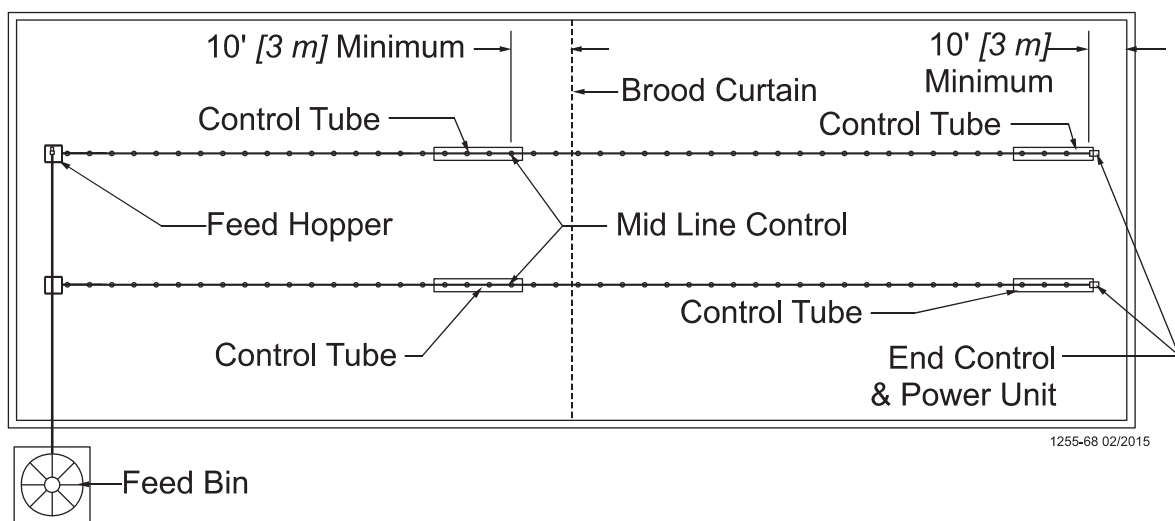 10' [3 m] Minimum
10' [3 m]
Minimum
Brood Curtain
Control Tube
Control Tube
Feed Hopper
Mid Line Control
Control Tube
Control Tube
End Control
& Power Unit
1255-68 02/2015
Feed Bin